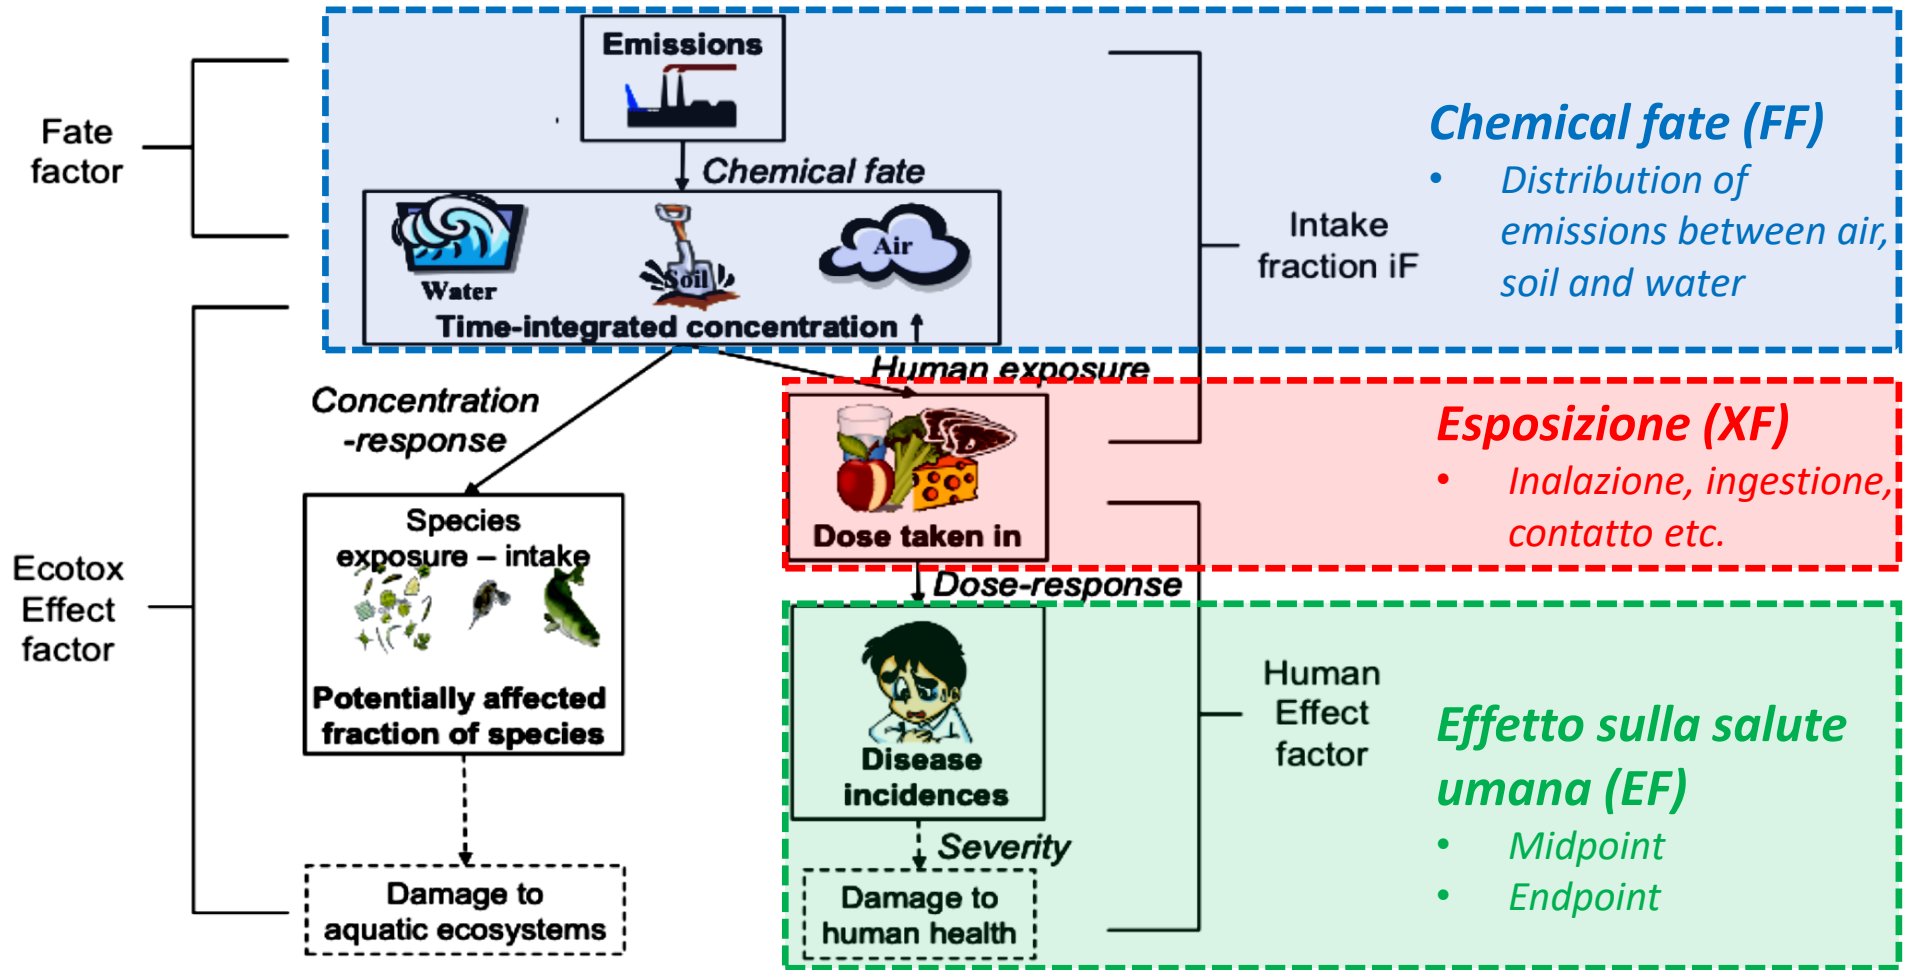 Emissions
Fate
factor
Chemical fate
Water
Soil
Air
Time-integrated concentration ↑
Intake
fraction iF
Chemical fate (FF)
• Distribution of
emissions between air,
soil and water
Human exposure
Concentration
-response
Dose taken in
Esposizione (XF)
• Inalazione, ingestione,
contatto etc.
Ecotox
Effect
factor
Species
exposure – intake
Potentially affected
fraction of species
Damage to
aquatic ecosystems
Dose-response
Disease
incidences
Severity
Damage to
human health
Human
Effect
factor
Effetto sulla salute
umana (EF)
• Midpoint
• Endpoint